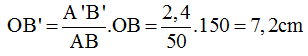 OB' = A'B'/AB .OB = 2,4/50 .150 = 7,2cm